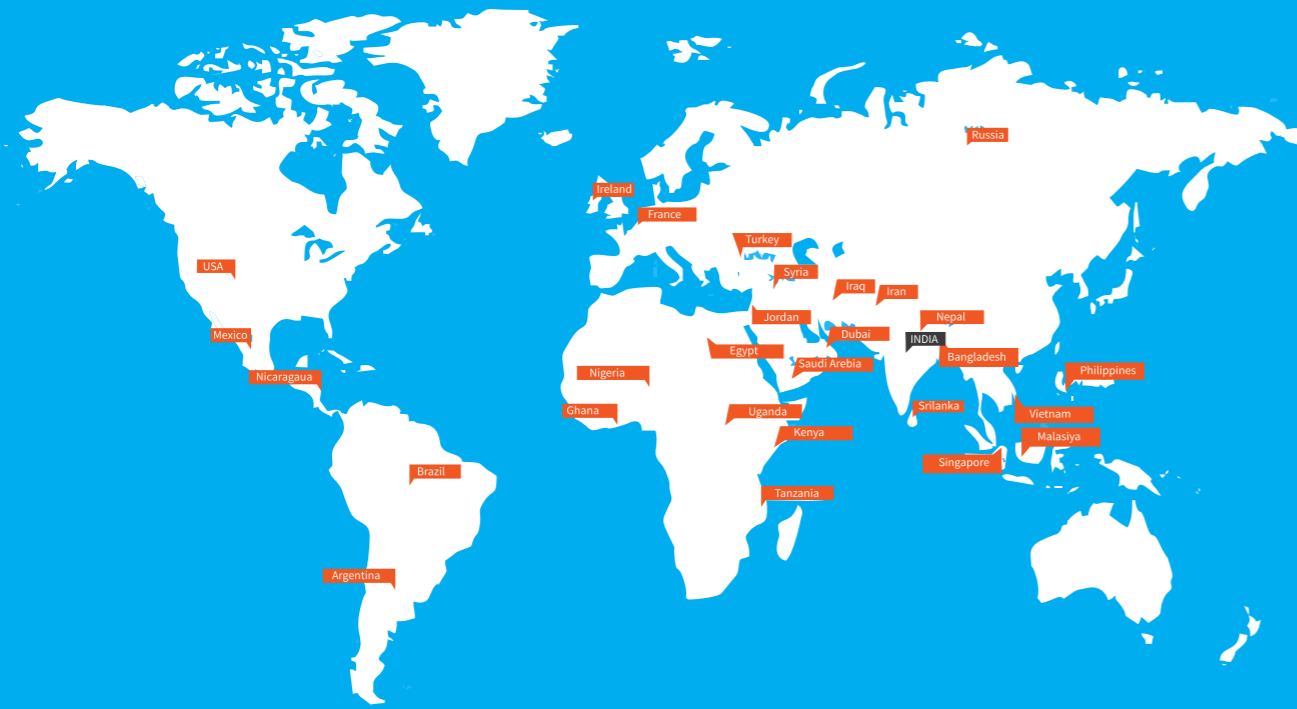 Russia
Ireland
France
Turkey
USA
Syria
Iraq
Iran
Jordan
Nepal
Mexico
Dubai
INDIA
Egypt
Bangladesh
Saudi Arebia
Nicaragaua
Nigeria
Philippines
Srilanka
Ghana
Uganda
Vietnam
Kenya
Malasiya
Singapore
Brazil
Tanzania
Argentina